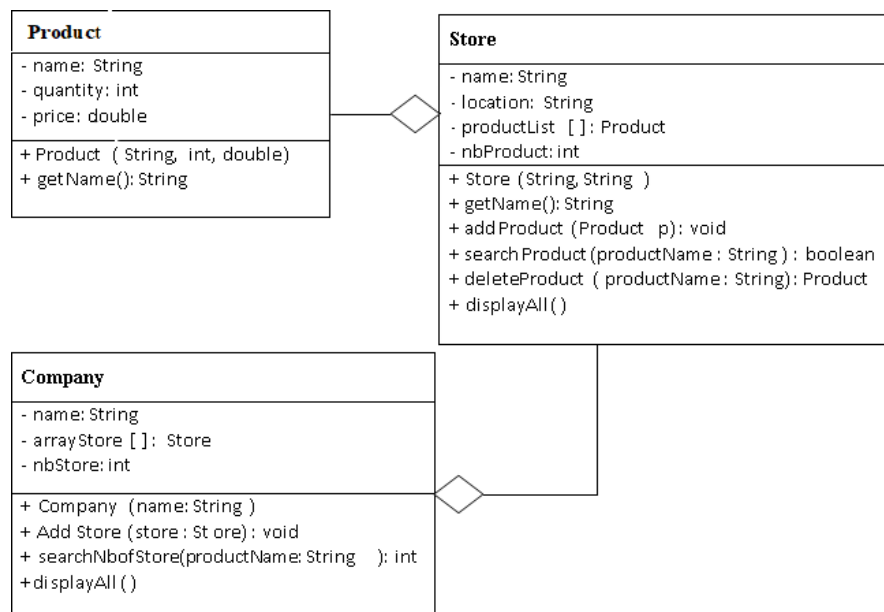 Product
- name: String
- quantity: int
- price: double
+ Product ( String, int, double)
+ getName(): String
Store
- name: String
- location: String
- productList [ ]: Product
- nbProduct: int
+ Store (String, String )
+ getName(): String
+ addProduct (Product p): void
+ searchProduct(productName: String ) : boolean
+ deleteProduct ( productName: String): Product
+ displayAll()
Company
- name: String
- arrayStore [ ]: Store
- nbStore: int
+ Company (name: String )
+ Add Store (store: St ore): void
+ searchNbofStore(productName: String ): int
+displayAll()